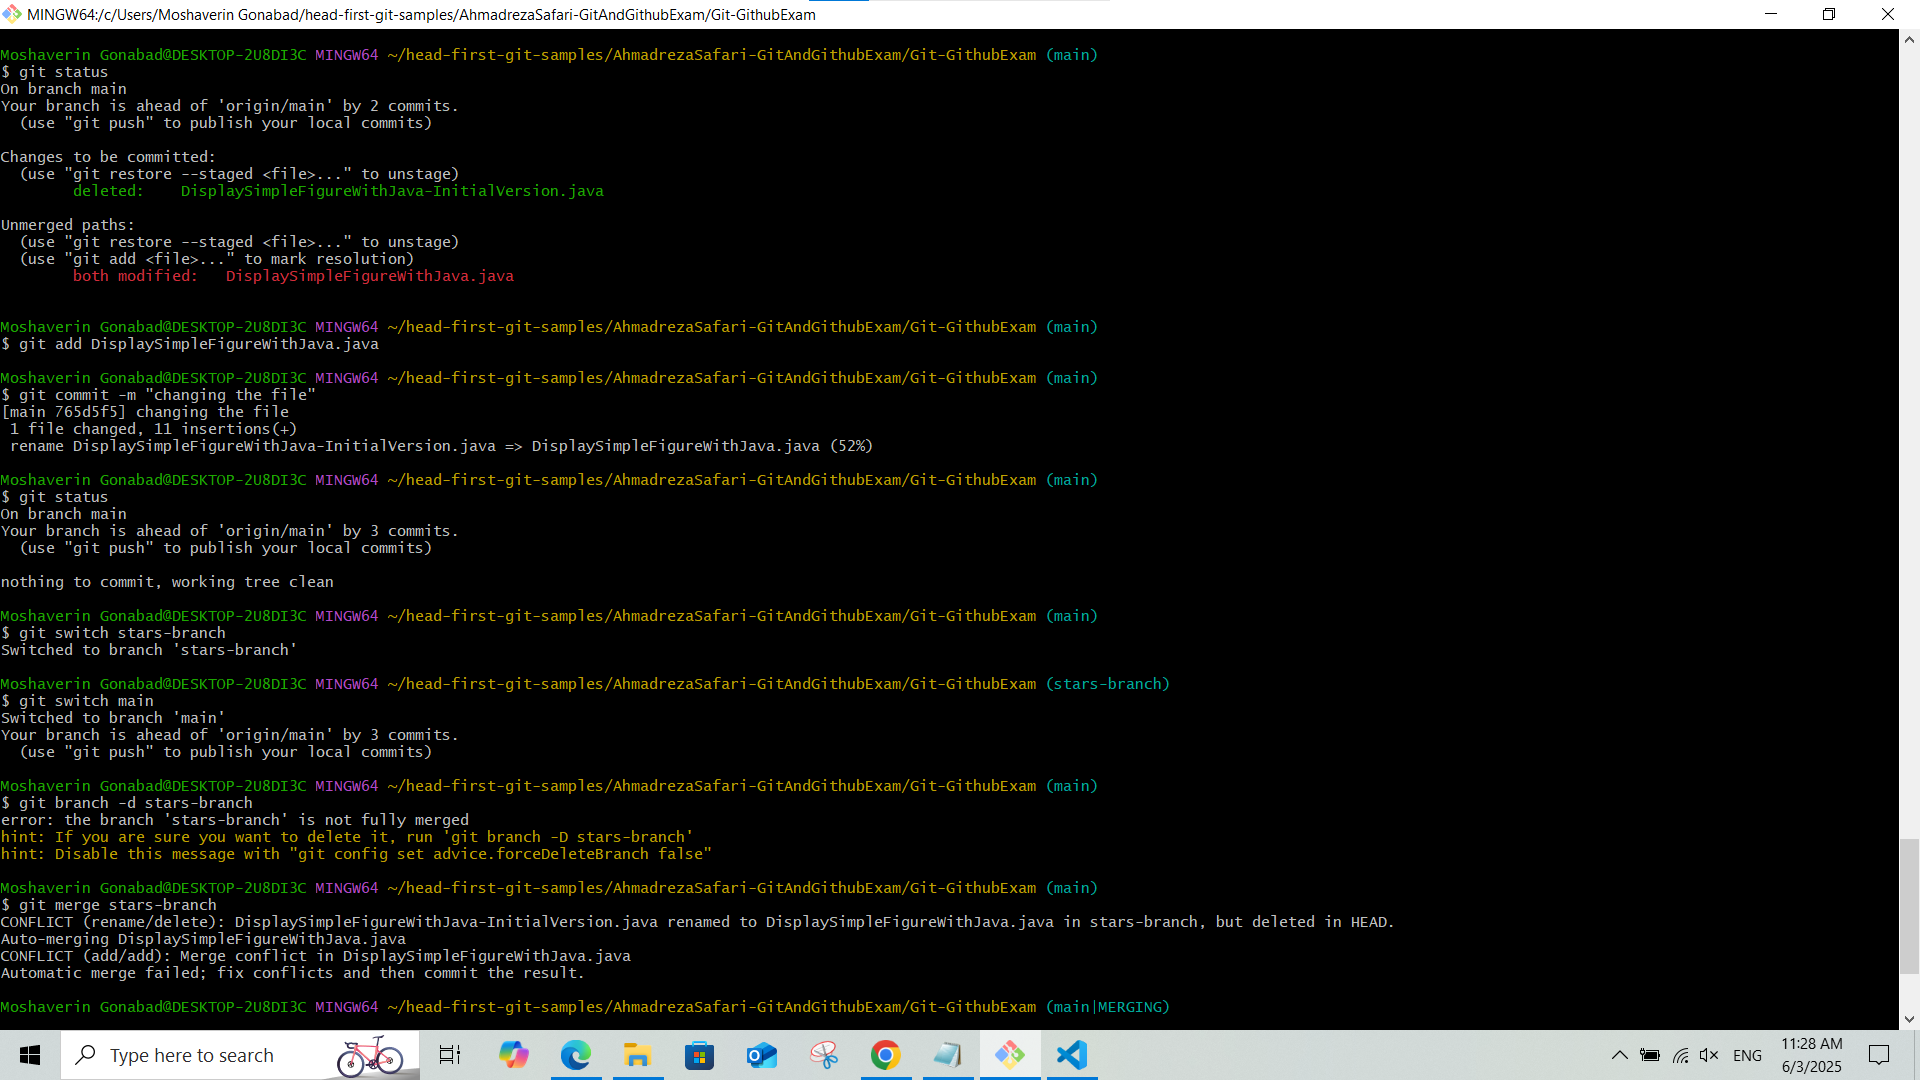 MINGW64:/c/Users/Moshaverin Gonabad/head-first-git-samples/AhmadrezaSafari-GitAndGithubExam/Git-GithubExam
Moshaverin Gonabad@DESKTOP-2U8DI3C MINGW64 ~/head-first-git-samples/AhmadrezaSafari-GitAndGithubExam/Git-GithubExam (main)
$ git status
On branch main
Your branch is ahead of 'origin/main' by 2 commits.
  (use "git push" to publish your local commits)
Changes to be committed:
  (use "git restore --staged <file>..." to unstage)
        deleted:    DisplaySimpleFigureWithJava-InitialVersion.java
Unmerged paths:
  (use "git restore --staged <file>..." to unstage)
  (use "git add <file>..." to mark resolution)
        both modified:   DisplaySimpleFigureWithJava.java
Moshaverin Gonabad@DESKTOP-2U8DI3C MINGW64 ~/head-first-git-samples/AhmadrezaSafari-GitAndGithubExam/Git-GithubExam (main)
$ git add DisplaySimpleFigureWithJava.java
Moshaverin Gonabad@DESKTOP-2U8DI3C MINGW64 ~/head-first-git-samples/AhmadrezaSafari-GitAndGithubExam/Git-GithubExam (main)
$ git commit -m "changing the file"
[main 765d5f5] changing the file
 1 file changed, 11 insertions(+)
 rename DisplaySimpleFigureWithJava-InitialVersion.java => DisplaySimpleFigureWithJava.java (52%)
Moshaverin Gonabad@DESKTOP-2U8DI3C MINGW64 ~/head-first-git-samples/AhmadrezaSafari-GitAndGithubExam/Git-GithubExam (main)
$ git status
On branch main
Your branch is ahead of 'origin/main' by 3 commits.
  (use "git push" to publish your local commits)
nothing to commit, working tree clean
Moshaverin Gonabad@DESKTOP-2U8DI3C MINGW64 ~/head-first-git-samples/AhmadrezaSafari-GitAndGithubExam/Git-GithubExam (main)
$ git switch stars-branch
Switched to branch 'stars-branch'
Moshaverin Gonabad@DESKTOP-2U8DI3C MINGW64 ~/head-first-git-samples/AhmadrezaSafari-GitAndGithubExam/Git-GithubExam (stars-branch)
$ git switch main
Switched to branch 'main'
Your branch is ahead of 'origin/main' by 3 commits.
  (use "git push" to publish your local commits)
Moshaverin Gonabad@DESKTOP-2U8DI3C MINGW64 ~/head-first-git-samples/AhmadrezaSafari-GitAndGithubExam/Git-GithubExam (main)
$ git branch -d stars-branch
error: the branch 'stars-branch' is not fully merged
hint: If you are sure you want to delete it, run 'git branch -D stars-branch'
hint: Disable this message with "git config set advice.forceDeleteBranch false"
Moshaverin Gonabad@DESKTOP-2U8DI3C MINGW64 ~/head-first-git-samples/AhmadrezaSafari-GitAndGithubExam/Git-GithubExam (main)
$ git merge stars-branch
CONFLICT (rename/delete): DisplaySimpleFigureWithJava-InitialVersion.java renamed to DisplaySimpleFigureWithJava.java in stars-branch, but deleted in HEAD.
Auto-merging DisplaySimpleFigureWithJava.java
CONFLICT (add/add): Merge conflict in DisplaySimpleFigureWithJava.java
Automatic merge failed; fix conflicts and then commit the result.
Moshaverin Gonabad@DESKTOP-2U8DI3C MINGW64 ~/head-first-git-samples/AhmadrezaSafari-GitAndGithubExam/Git-GithubExam (main|MERGING)
Type here to search
ENG
11:28 AM
6/3/2025